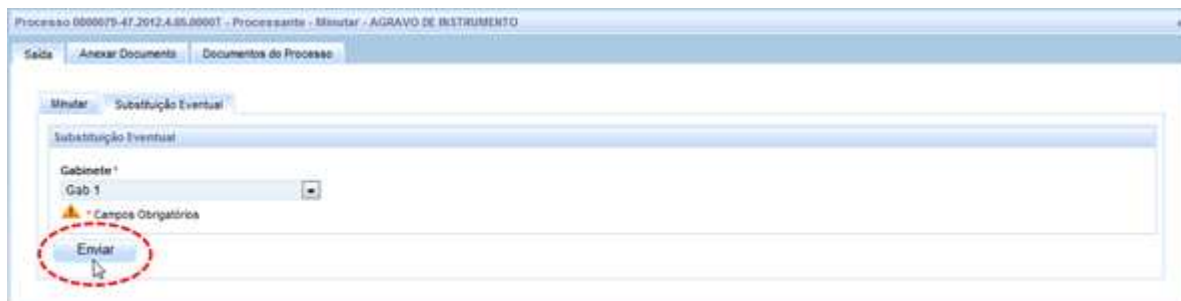 Processo 0000079-47.2012.4.05.0000T - Processante - Minutar - AGRAVO DE INSTRUMENTO
Saída Anexar Documento Documentos do Processo
Minutar Substituição Eventual
Substituição Eventual
Gabinete *
Gab 1
* Campos Obrigatórios
Enviar